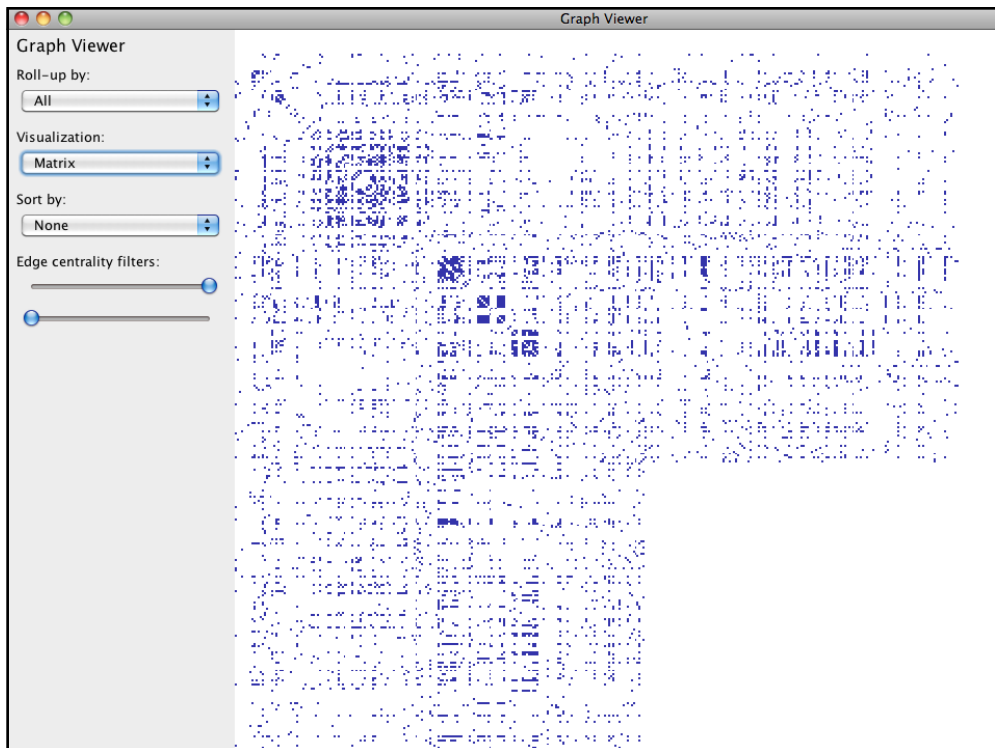 Graph Viewer
Graph Viewer
Roll-up by:
All
Visualization:
Matrix
Sort by:
None
Edge centrality filters: